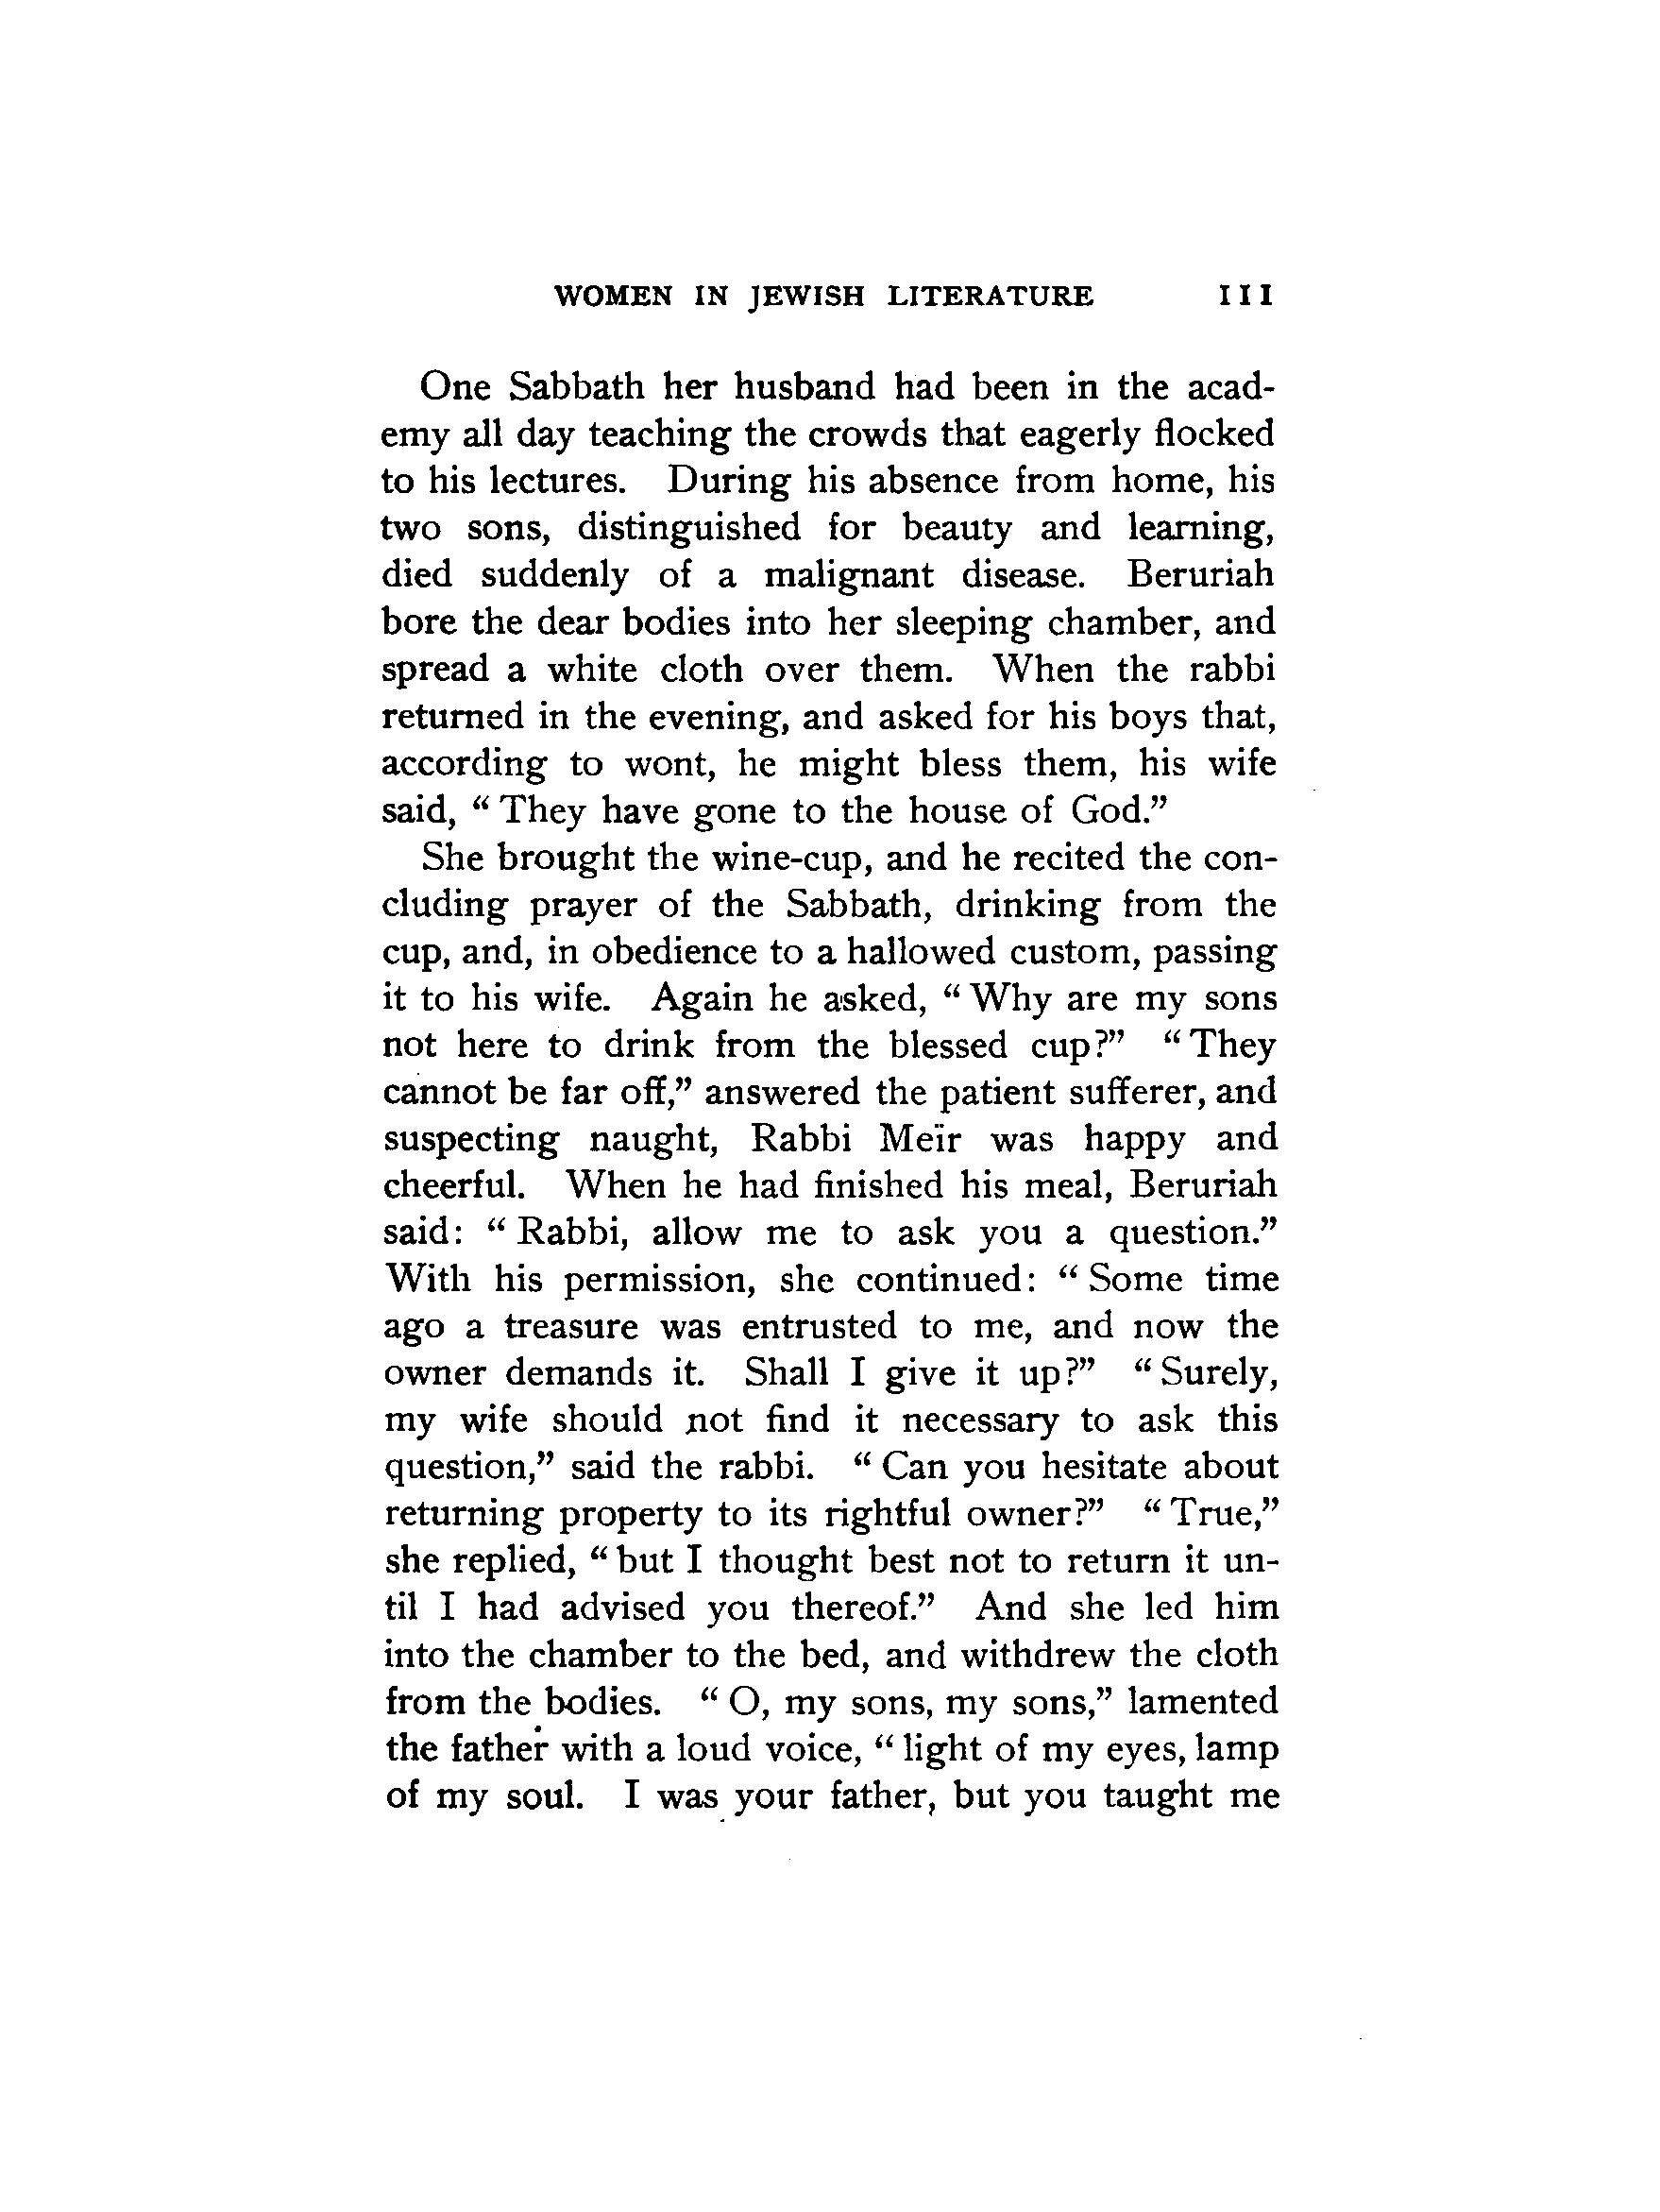 WOMEN IN JEWISH LITERATURE 111
One Sabbath her husband had been in the acad-
emy all day teaching the crowds that eagerly flocked
to his lectures. During his absence from home, his
two sons, distinguished for beauty and learning,
died suddenly of a malignant disease. Beruriah
bore the dear bodies into her sleeping chamber, and
spread a white cloth over them. When the rabbi
returned in the evening, and asked for his boys that,
according to wont, he might bless them, his wife
said, “ They have gone to the house of God.”
She brought the wine-cup, and he recited the con-
cluding prayer of the Sabbath, drinking from the
cup, and, in obedience to a hallowed custom, passing
it to his wife. Again he asked, “ Why are my sons
not here to drink from the blessed cup?” “ They
cannot be far off,” answered the patient sufferer, and
suspecting naught, Rabbi Meïr was happy and
cheerful. When he had finished his meal, Beruriah
said: “ Rabbi, allow me to ask you a question.”
With his permission, she continued: “ Some time
ago a treasure was entrusted to me, and now the
owner demands it. Shall I give it up?” “ Surely,
my wife should not find it necessary to ask this
question,” said the rabbi. “ Can you hesitate about
returning property to its rightful owner?” “ True,”
she replied, “ but I thought best not to return it un-
til I had advised you thereof.” And she led him
into the chamber to the bed, and withdrew the cloth
from the bodies. “ O, my sons, my sons,” lamented
the father with a loud voice, “ light of my eyes, lamp
of my soul. I was your father, but you taught me